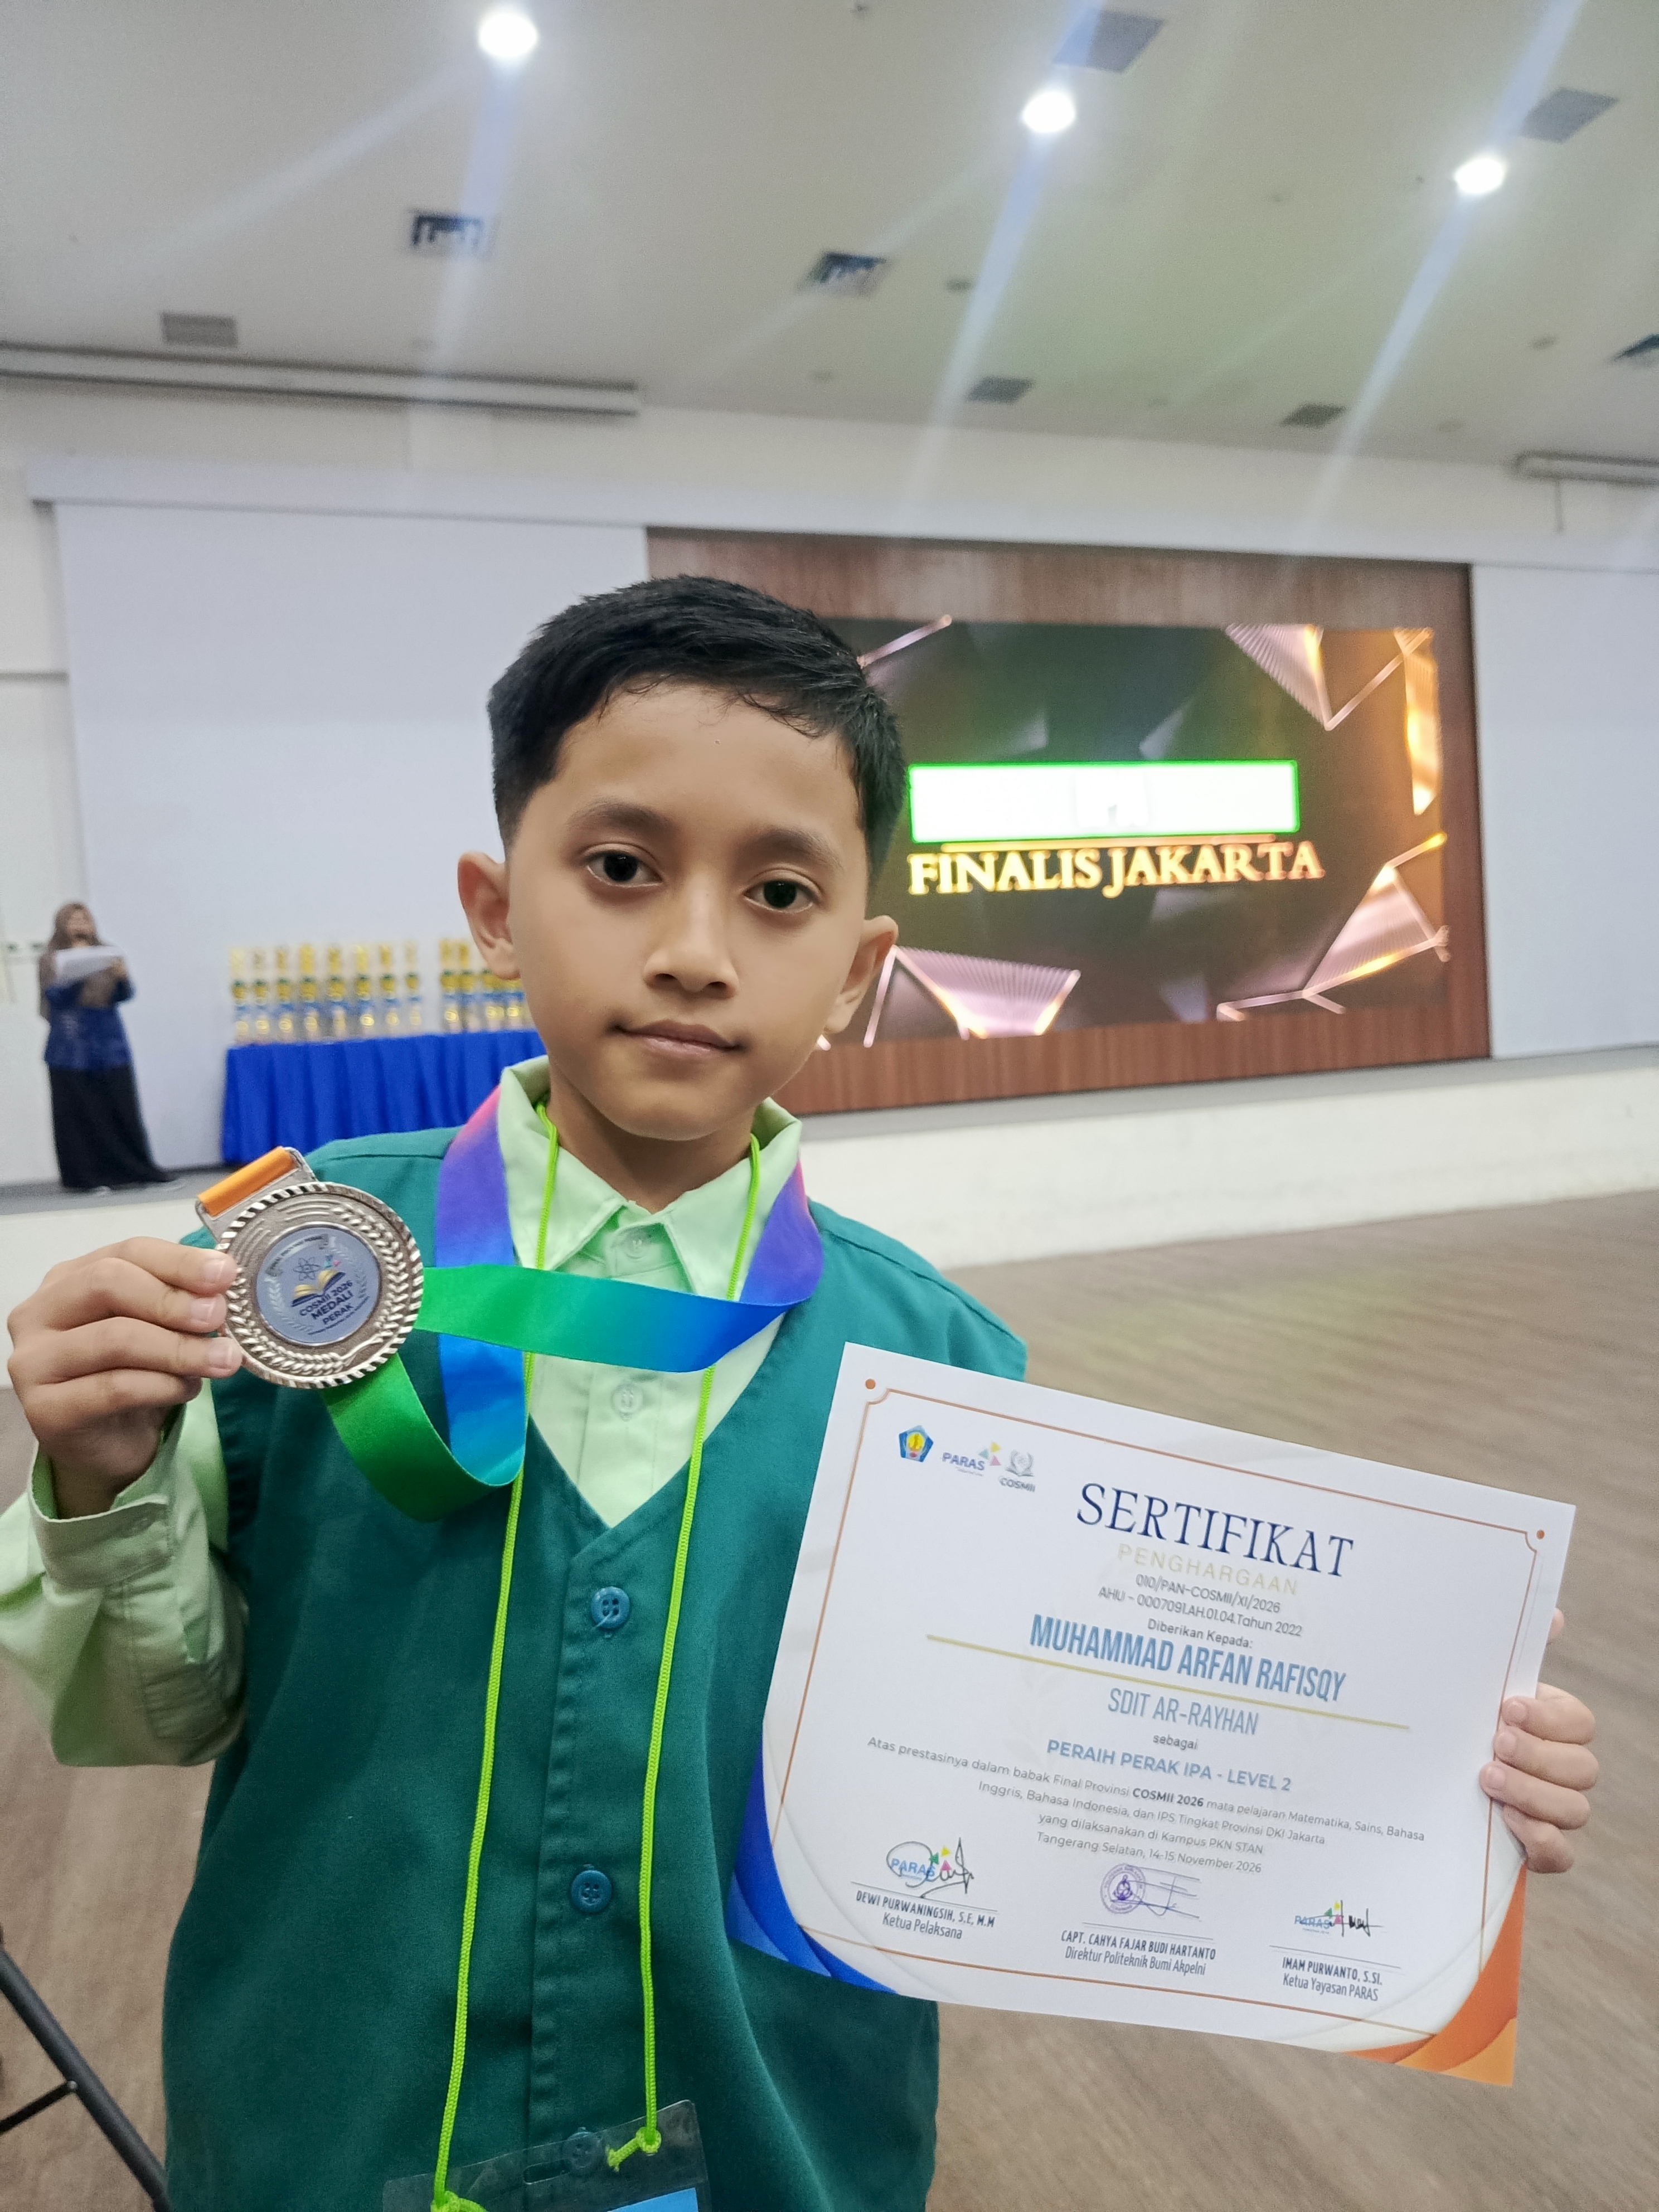 FINALIS JAKARTA
COSMII 2026
MEDALI
PERAK
PARAS
COSMII
SERTIFIKAT
PENGHARGAAN
010/PAN-COSMII/XI/2026
AHU - 000709I.AH.01.04.Tahun 2022
Diberikan Kepada:
MUHAMMAD ARFAN RAFISQY
SDIT AR-RAYHAN
sebagai
PERAIH PERAK IPA - LEVEL 2
Atas prestasinya dalam babak Final Provinsi COSMII 2026 mata pelajaran Matematika, Sains, Bahasa
Inggris, Bahasa Indonesia, dan IPS Tingkat Provinsi DKI Jakarta
yang dilaksanakan di Kampus PKN STAN
Tangerang Selatan, 14-15 November 2026
PARAS
DEWI PURWANINGSIH, S.E, M.M
Ketua Pelaksana
CAPT. CAHYA FAJAR BUDI HARTANTO
Direktur Politeknik Bumi Akpelni
PARAS
IMAM PURWANTO, S.SI.
Ketua Yayasan PARAS